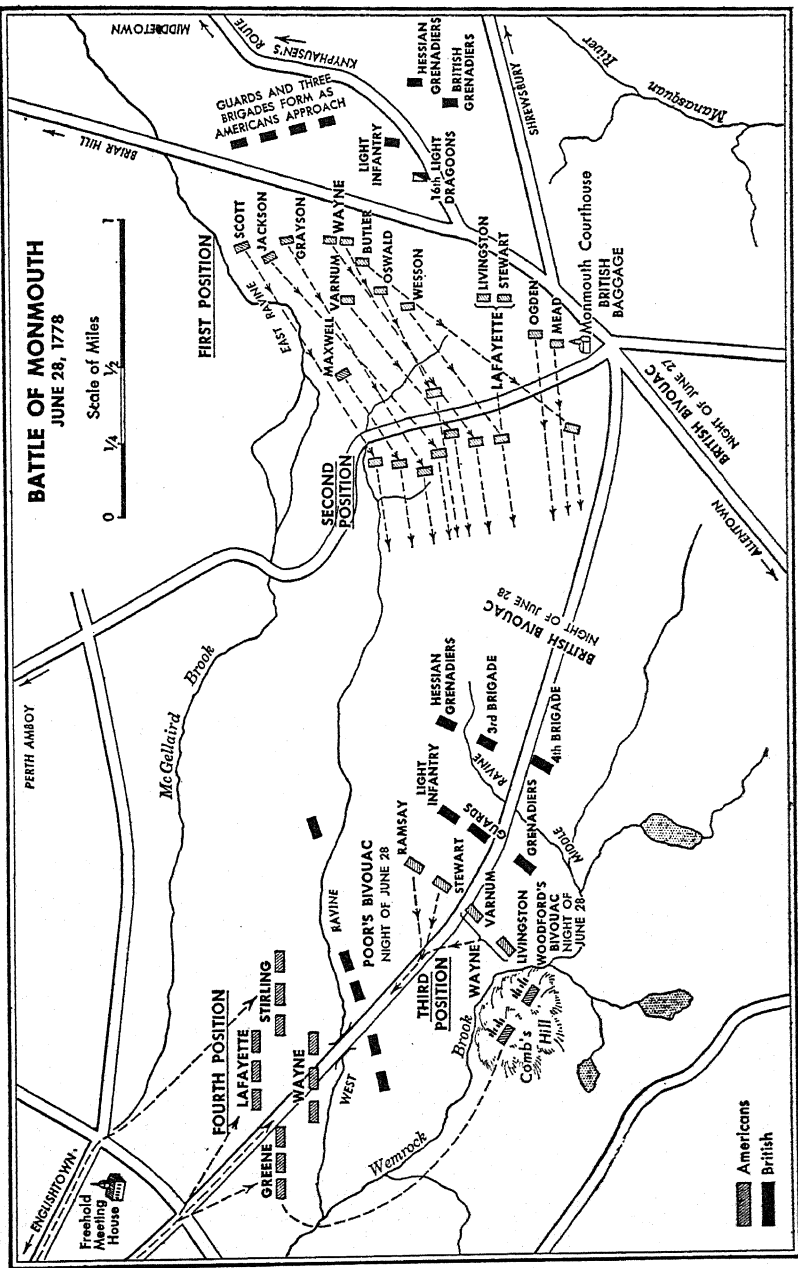 BATTLE OF MONMOUTH
JUNE 28, 1778
Scale of Miles
0
¼
½
1
PERTH AMBOY
BRIAR HILL
MIDDLETOWN
KNYPHAUSEN'S
ROUTE
GUARDS AND THREE
BRIGADES FORM AS
AMERICANS APPROACH
HESSIAN
GRENADIERS
BRITISH
GRENADIERS
LIGHT
INFANTRY
16th LIGHT
DRAGOONS
SHREWSBURY
Manasquan
River
FIRST POSITION
EAST RAVINE
SCOTT
JACKSON
GRAYSON
WAYNE
BUTLER
VARNUM
OSWALD
WESSON
MAXWELL
LIVINGSTON
STEWART
LAFAYETTE
OGDEN
MEAD
Monmouth Courthouse
BRITISH
BAGGAGE
SECOND
POSITION
BRITISH BIVOUAC
NIGHT OF JUNE 27
ALLENTOWN
BRITISH BIVOUAC
NIGHT OF JUNE 28
McGellaird
Brook
HESSIAN
GRENADIERS
3rd BRIGADE
4th BRIGADE
LIGHT
INFANTRY
GUARDS
GRENADIERS
MIDDLE
RAVINE
RAMSAY
STEWART
VARNUM
LIVINGSTON
WOODFORD'S
BIVOUAC
NIGHT OF
JUNE 28
THIRD
POSITION
WAYNE
POOR'S BIVOUAC
NIGHT OF JUNE 28
WEST
RAVINE
FOURTH POSITION
LAFAYETTE
STIRLING
WAYNE
GREENE
Comb's
Hill
Wemrock
Brook
ENGLISHTOWN
Freehold
Meeting
House
Americans
British